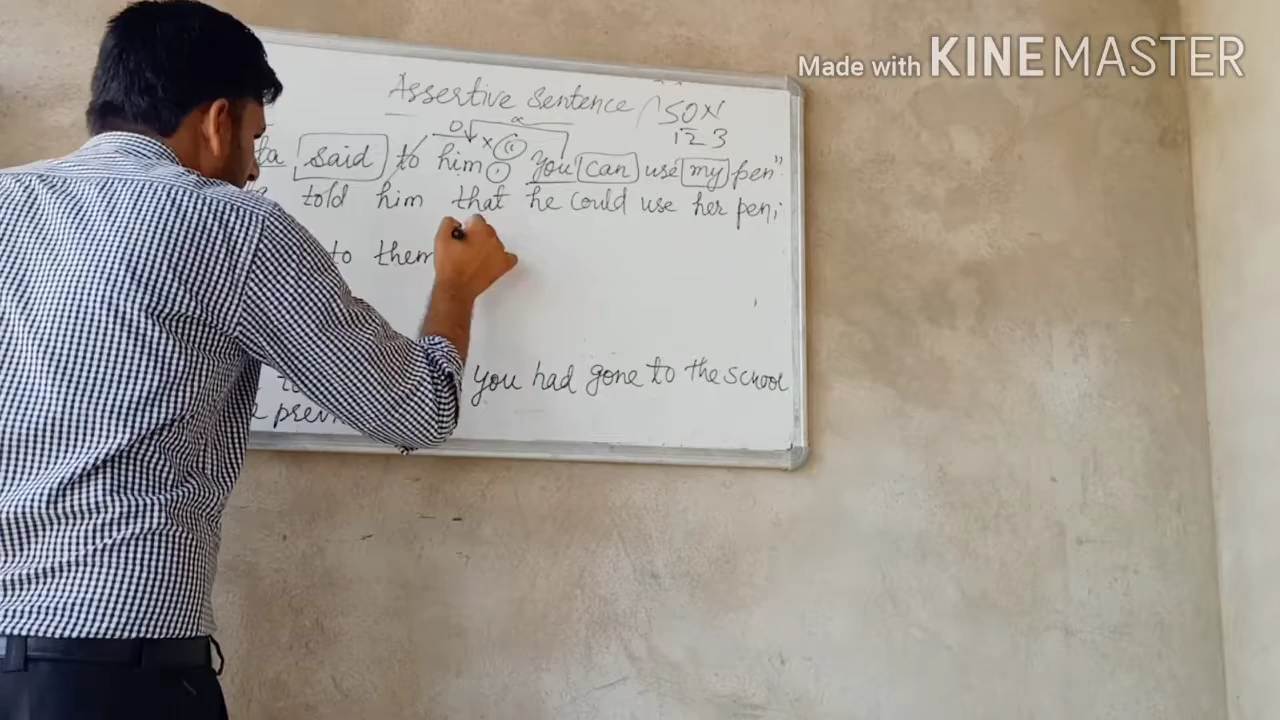 Made with KINEMASTER
Assertive sentence / SON
1 2 3
said to him, "You can use my pen"
told him that he could use her pen;
to them
You had gone to the school